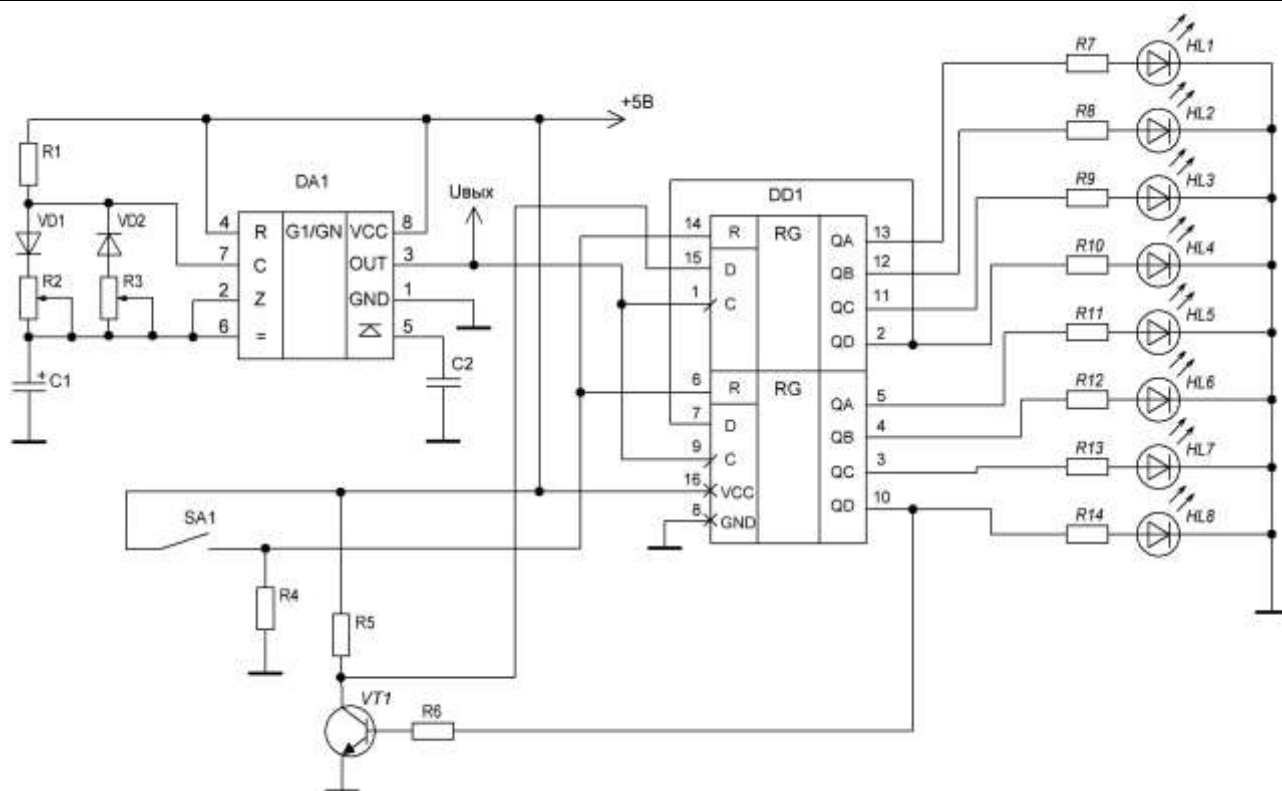 +5В
R1
VD1
VD2
R2
R3
+
C1
DA1
4
7
2
6
R
C
Z
=
G1/GN
VCC
OUT
GND
8
3
1
5
C2
Uвых
DD1
14
15
1
R
D
C
RG
QA
QB
QC
QD
13
12
11
2
6
7
9
16
8
R
D
C
VCC
GND
RG
QA
QB
QC
QD
5
4
3
10
R7
HL1
R8
HL2
R9
HL3
R10
HL4
R11
HL5
R12
HL6
R13
HL7
R14
HL8
SA1
R4
R5
VT1
R6